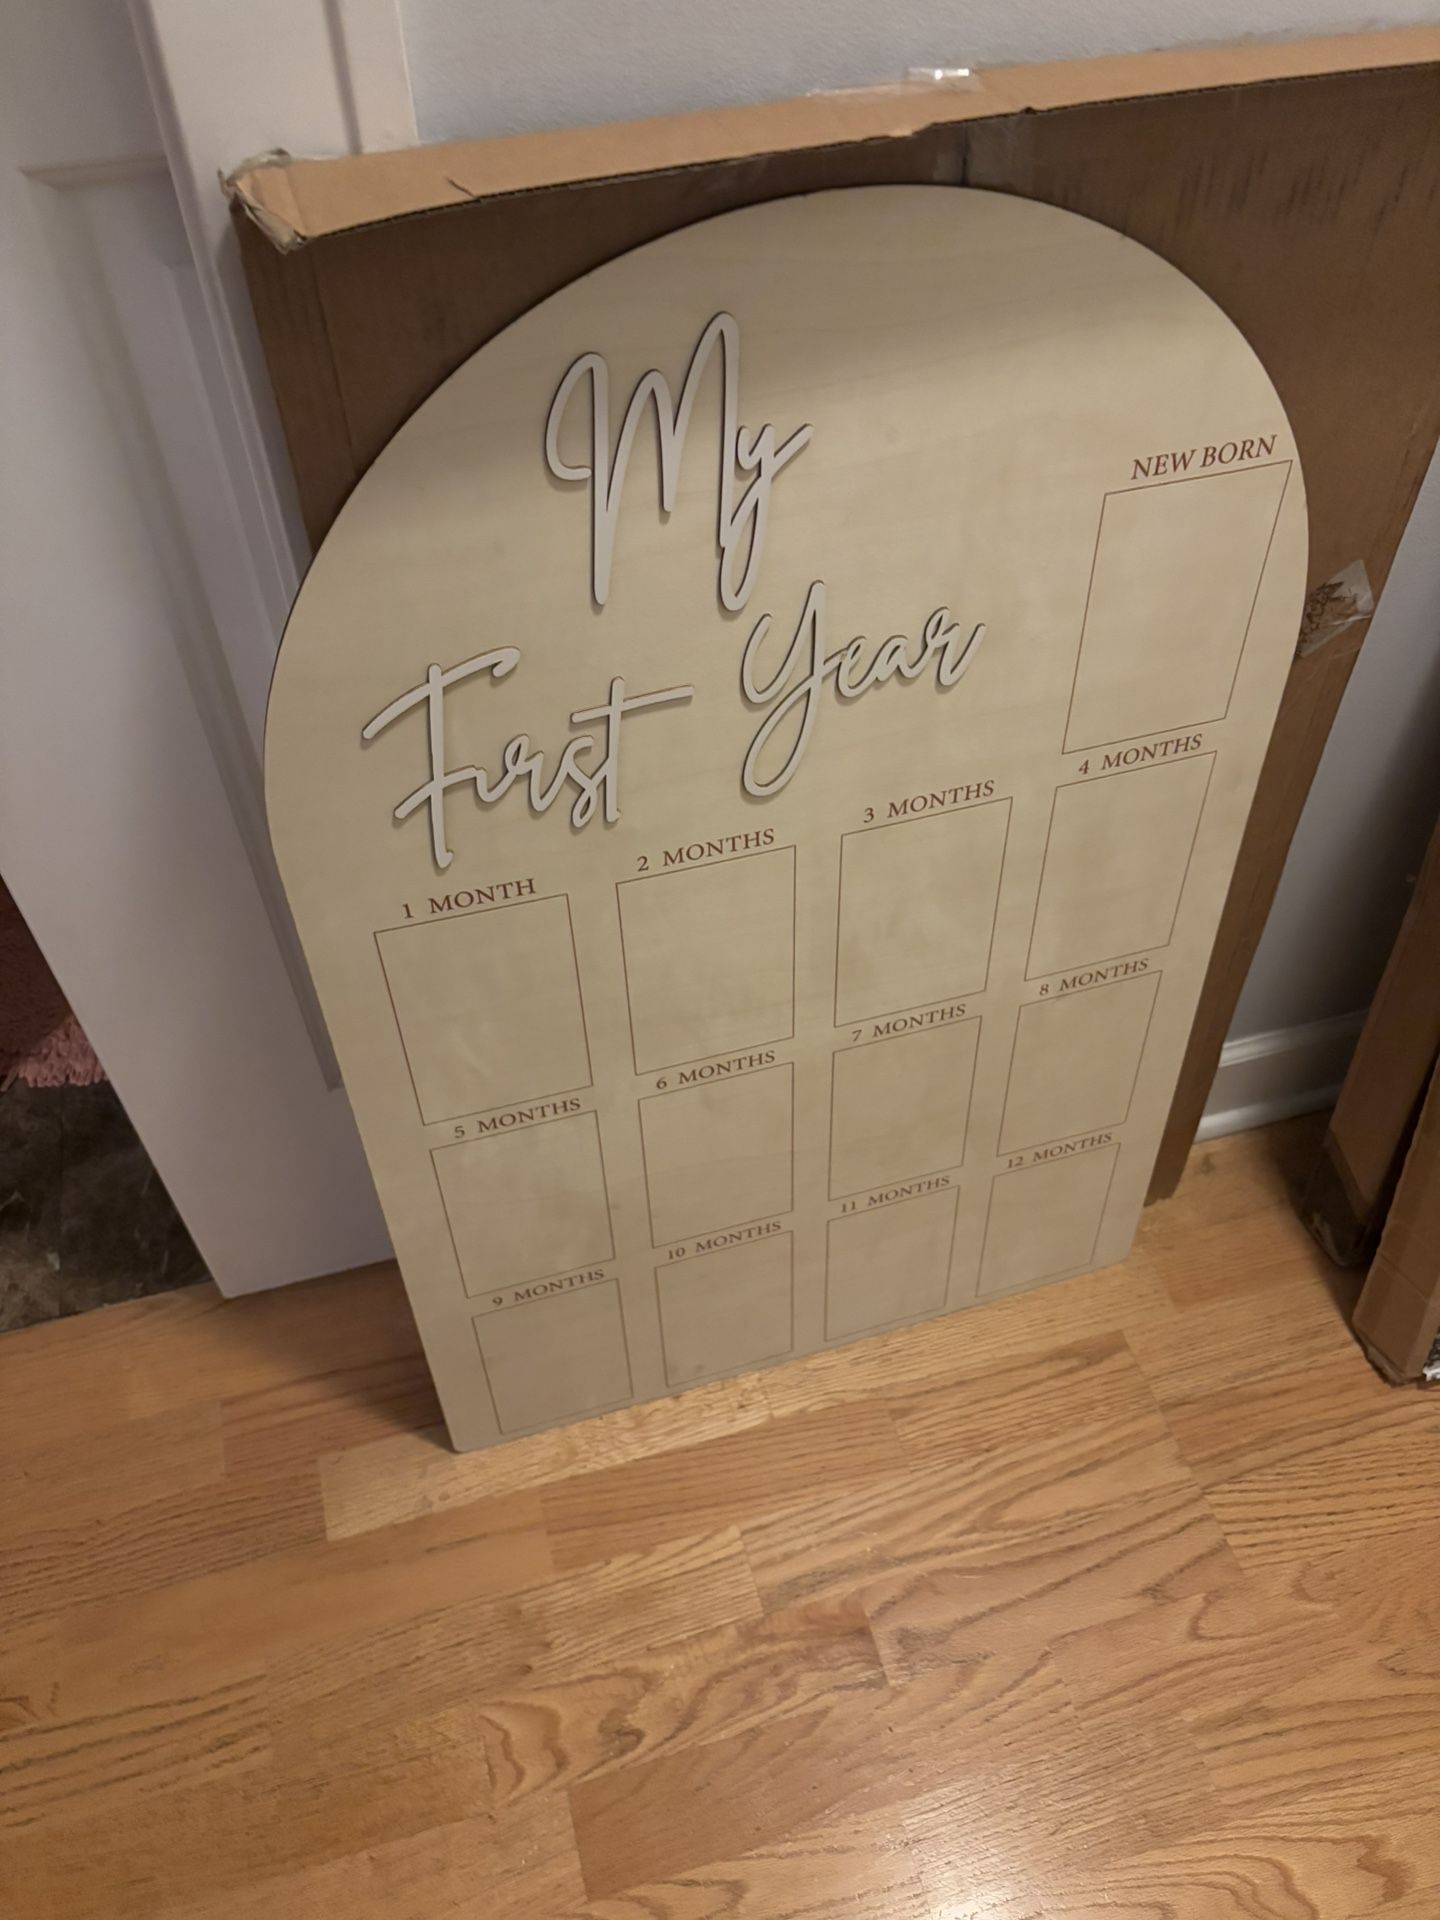 My
First Year
NEW BORN
1 MONTH
2 MONTHS
3 MONTHS
4 MONTHS
5 MONTHS
6 MONTHS
7 MONTHS
8 MONTHS
9 MONTHS
10 MONTHS
11 MONTHS
12 MONTHS